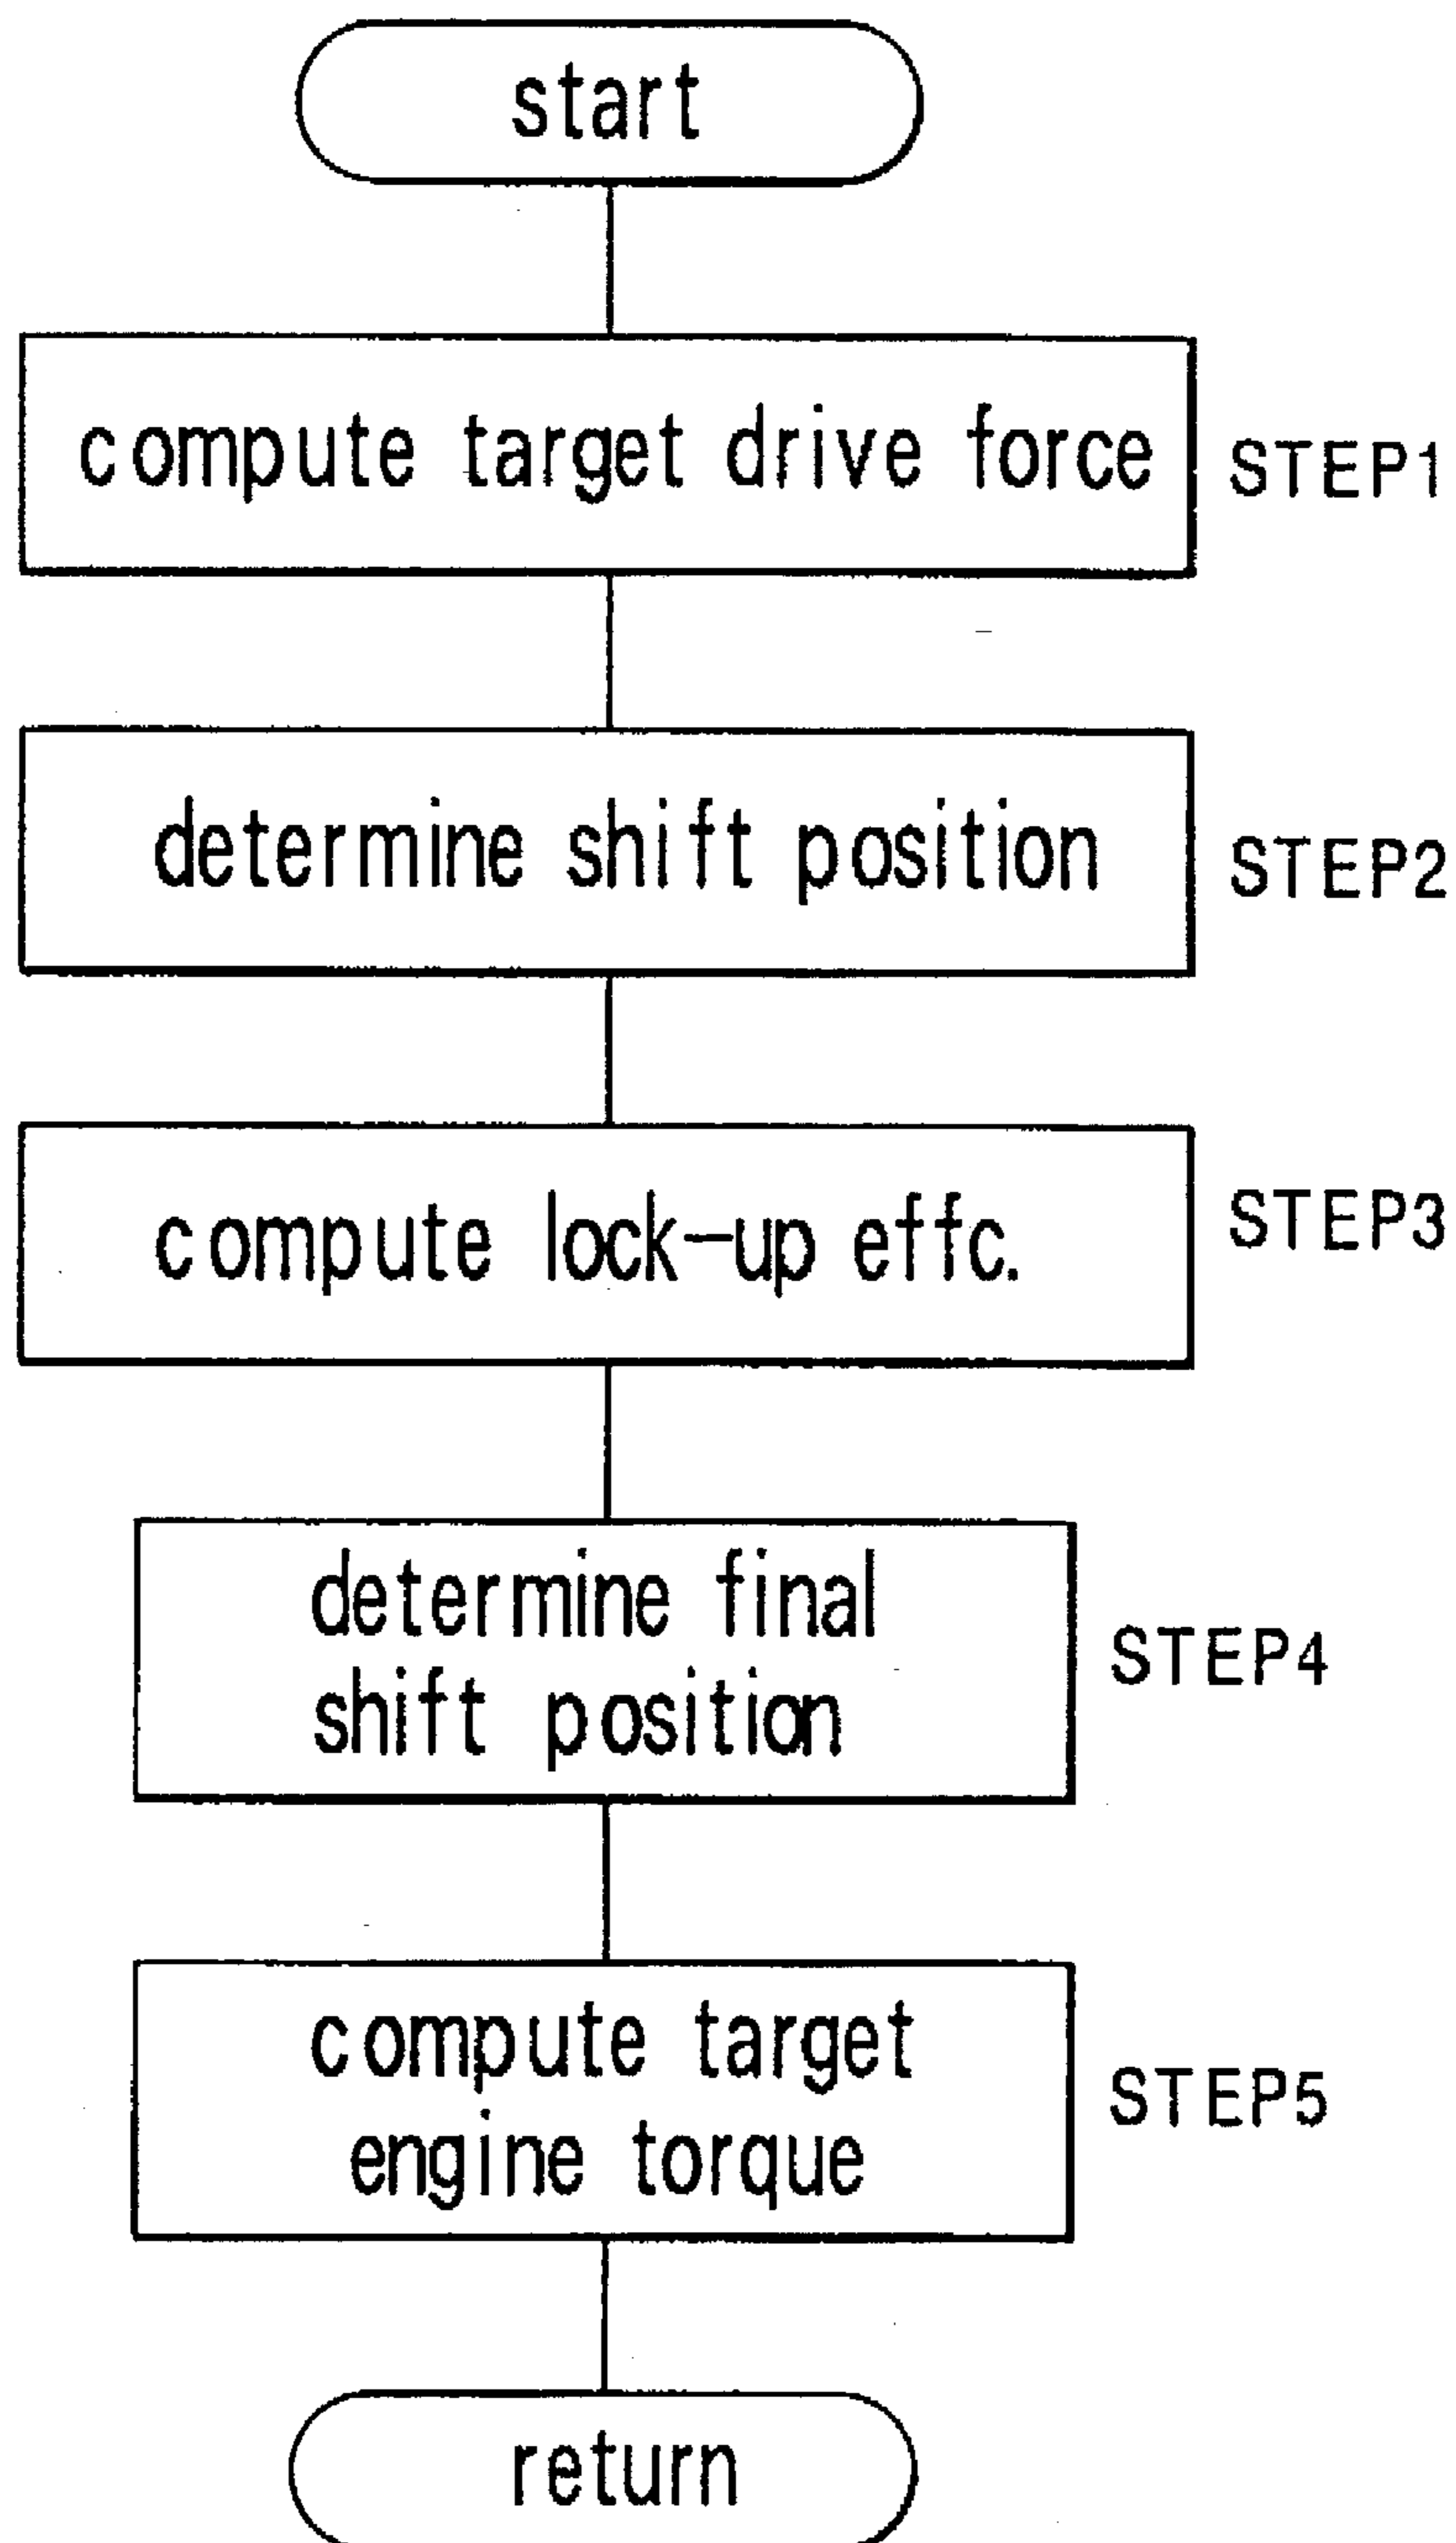 start
compute target drive force
STEP1
determine shift position
STEP2
compute lock-up effc.
STEP3
determine final
shift position
STEP4
compute target
engine torque
STEP5
return